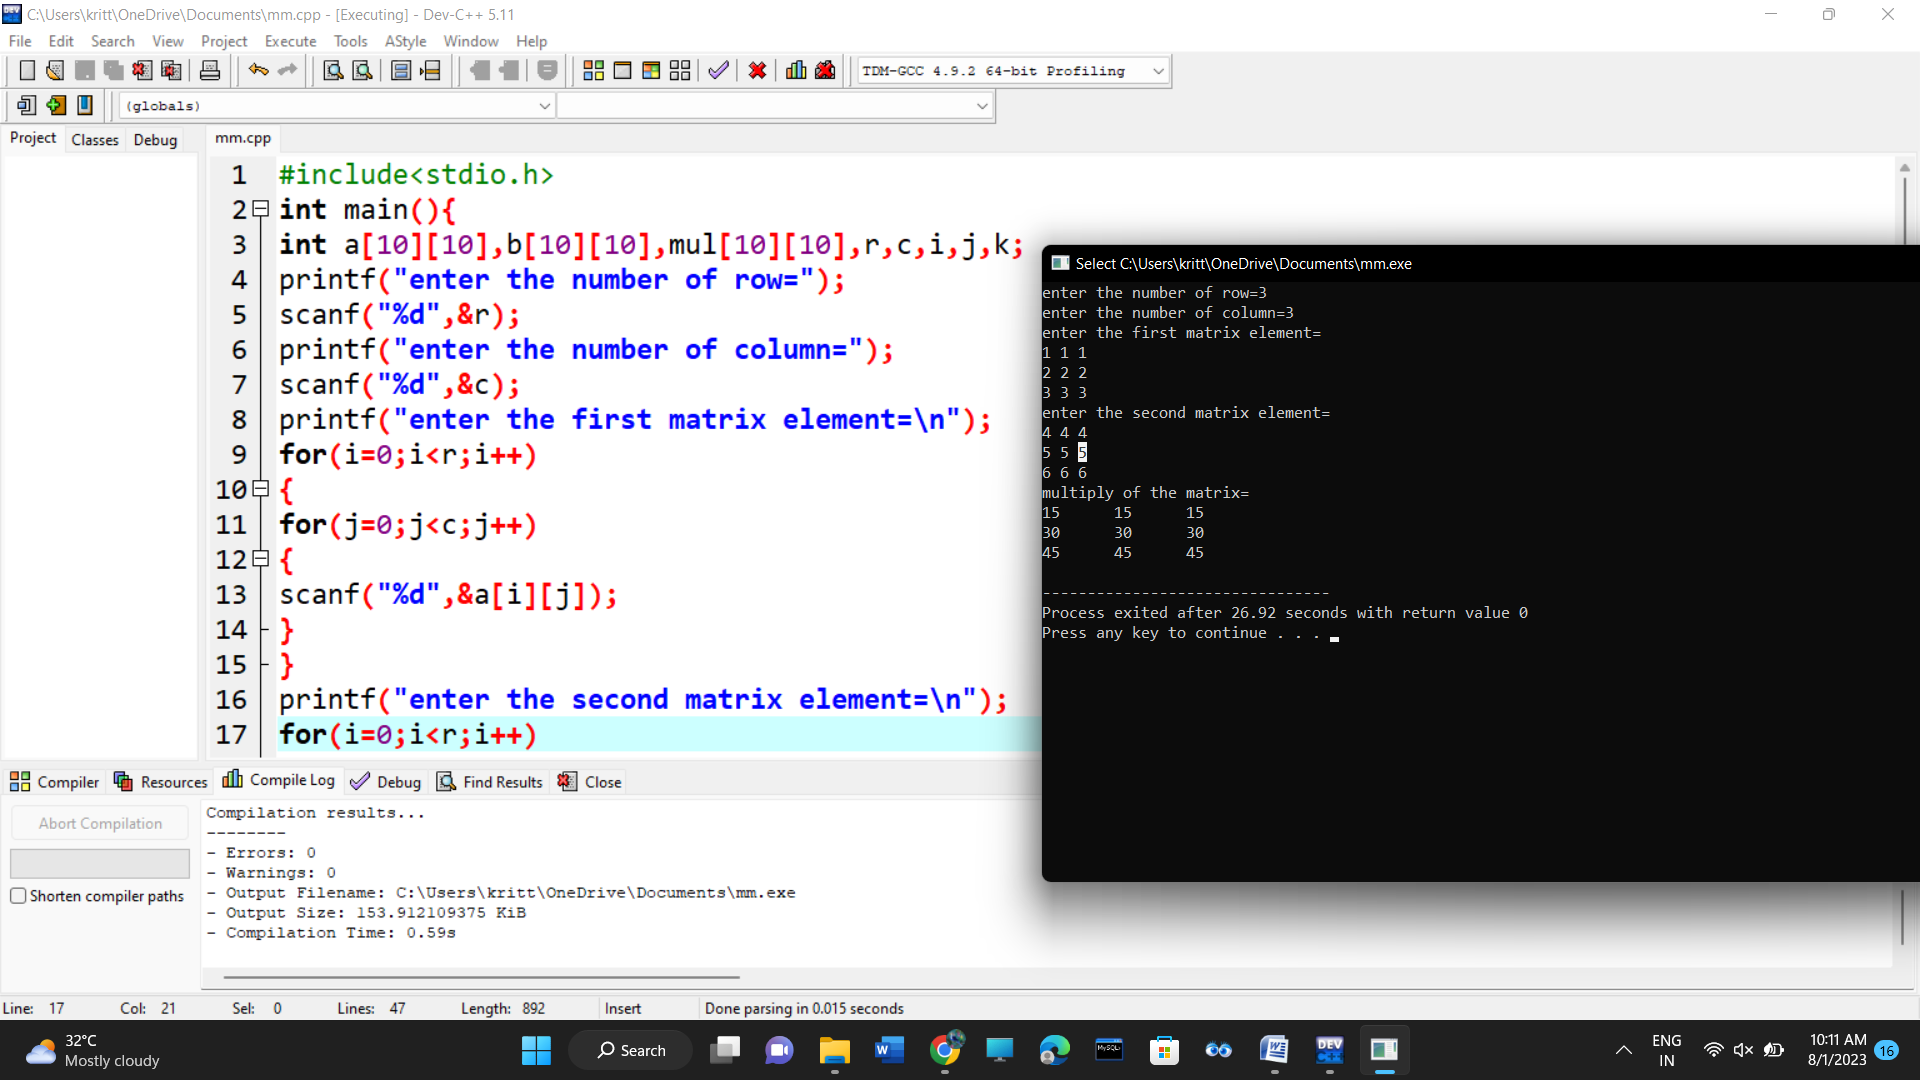 C:\Users\kritt\OneDrive\Documents\mm.cpp - [Executing] - Dev-C++ 5.11
File Edit Search View Project Execute Tools AStyle Window Help
TDM-GCC 4.9.2 64-bit Profiling
(globals)
Project Classes Debug
mm.cpp
1 #include<stdio.h>
2 int main(){
3 int a[10][10],b[10][10],mul[10][10],r,c,i,j,k;
4 printf("enter the number of row=");
5 scanf("%d",&r);
6 printf("enter the number of column=");
7 scanf("%d",&c);
8 printf("enter the first matrix element=\n");
9 for(i=0;i<r;i++)
10 {
11 for(j=0;j<c;j++)
12 {
13 scanf("%d",&a[i][j]);
14 }
15 }
16 printf("enter the second matrix element=\n");
17 for(i=0;i<r;i++)
Select C:\Users\kritt\OneDrive\Documents\mm.exe
enter the number of row=3
enter the number of column=3
enter the first matrix element=
1 1 1
2 2 2
3 3 3
enter the second matrix element=
4 4 4
5 5 5
6 6 6
multiply of the matrix=
15 15 15
30 30 30
45 45 45
--------------------------------
Process exited after 26.92 seconds with return value 0
Press any key to continue . . .
Compiler Resources Compile Log Debug Find Results Close
Abort Compilation
Shorten compiler paths
Compilation results...
--------
- Errors: 0
- Warnings: 0
- Output Filename: C:\Users\kritt\OneDrive\Documents\mm.exe
- Output Size: 153.912109375 KiB
- Compilation Time: 0.59s
Line: 17 Col: 21 Sel: 0 Lines: 47 Length: 892 Insert Done parsing in 0.015 seconds
32°C
Mostly cloudy
Search
W
MySQL
DEV
C++
ENG
IN
10:11 AM
8/1/2023
16